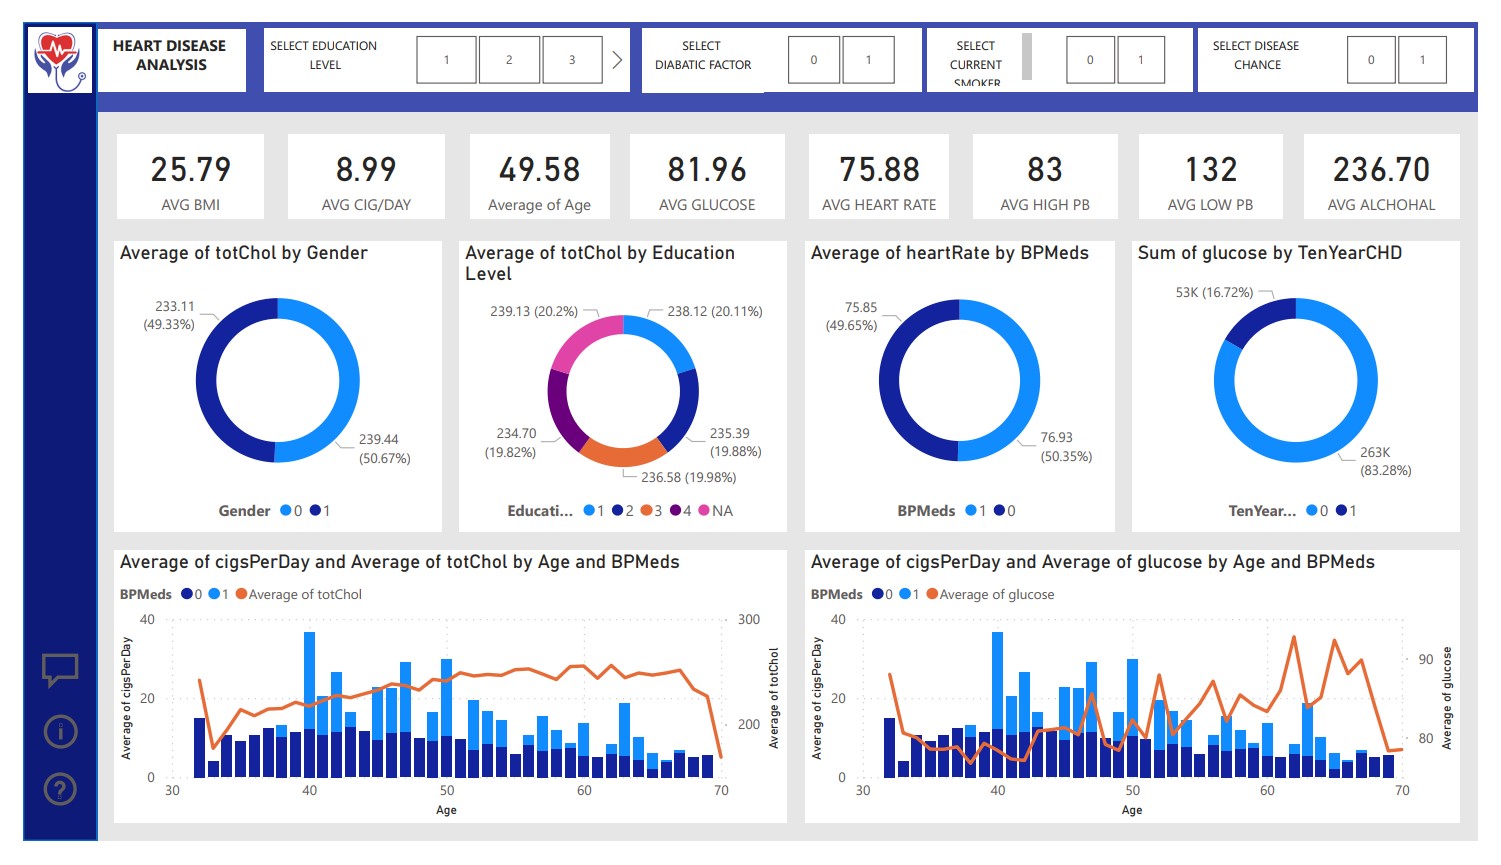 HEART DISEASE
ANALYSIS
SELECT EDUCATION
LEVEL
1
2
3
SELECT
DIABATIC FACTOR
0
1
SELECT
CURRENT
SMOKER
0
1
SELECT DISEASE
CHANCE
0
1
25.79
AVG BMI
8.99
AVG CIG/DAY
49.58
Average of Age
81.96
AVG GLUCOSE
75.88
AVG HEART RATE
83
AVG HIGH PB
132
AVG LOW PB
236.70
AVG ALCHOHAL
Average of totChol by Gender
233.11
(49.33%)
239.44
(50.67%)
Gender 0 1
Average of totChol by Education
Level
239.13 (20.2%)
238.12 (20.11%)
234.70
(19.82%)
235.39
(19.88%)
236.58 (19.98%)
Educati... 1 2 3 4 NA
Average of heartRate by BPMeds
75.85
(49.65%)
76.93
(50.35%)
BPMeds 1 0
Sum of glucose by TenYearCHD
53K (16.72%)
263K
(83.28%)
TenYear... 0 1
Average of cigsPerDay and Average of totChol by Age and BPMeds
BPMeds 0 1 Average of totChol
Average of cigsPerDay
40
20
0
300
200
Average of totChol
30 40 50 60 70
Age
Average of cigsPerDay and Average of glucose by Age and BPMeds
BPMeds 0 1 Average of glucose
Average of cigsPerDay
40
20
0
90
80
Average of glucose
30 40 50 60 70
Age
i
?